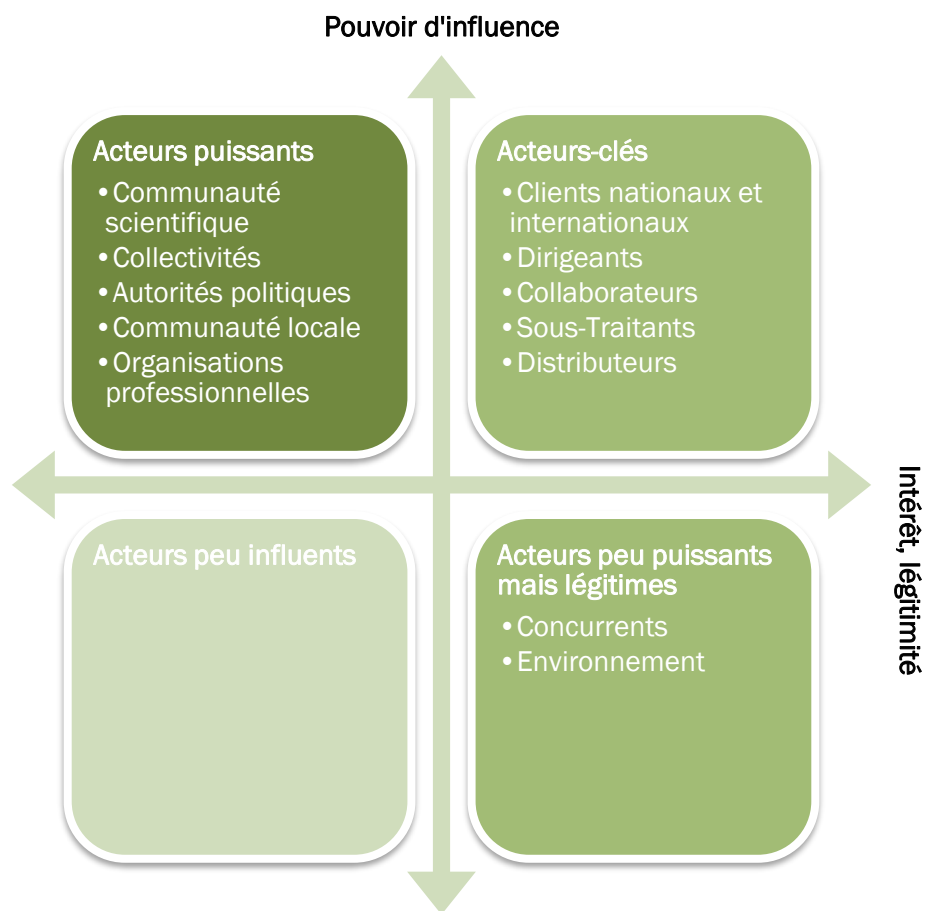 Pouvoir d'influence
Acteurs puissants
•Communauté
scientifique
•Collectivités
•Autorités politiques
•Communauté locale
•Organisations
professionnelles
Acteurs-clés
•Clients nationaux et
internationaux
•Dirigeants
•Collaborateurs
•Sous-Traitants
•Distributeurs
Intérêt, légitimité
Acteurs peu influents
Acteurs peu puissants
mais légitimes
•Concurrents
•Environnement